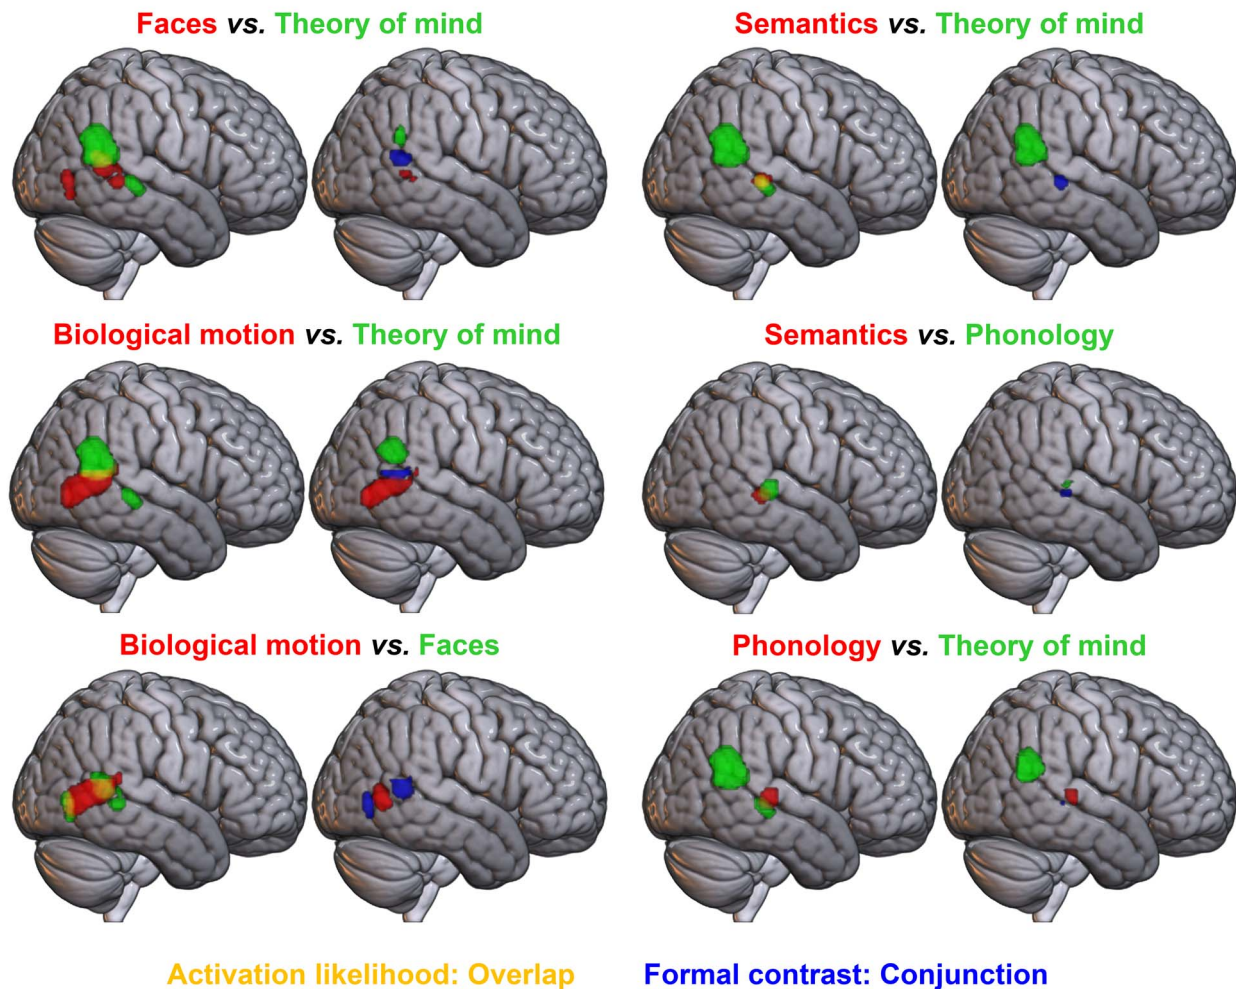 Faces vs. Theory of mind
Semantics vs. Theory of mind
Biological motion vs. Theory of mind
Semantics vs. Phonology
Biological motion vs. Faces
Phonology vs. Theory of mind
Activation likelihood: Overlap
Formal contrast: Conjunction